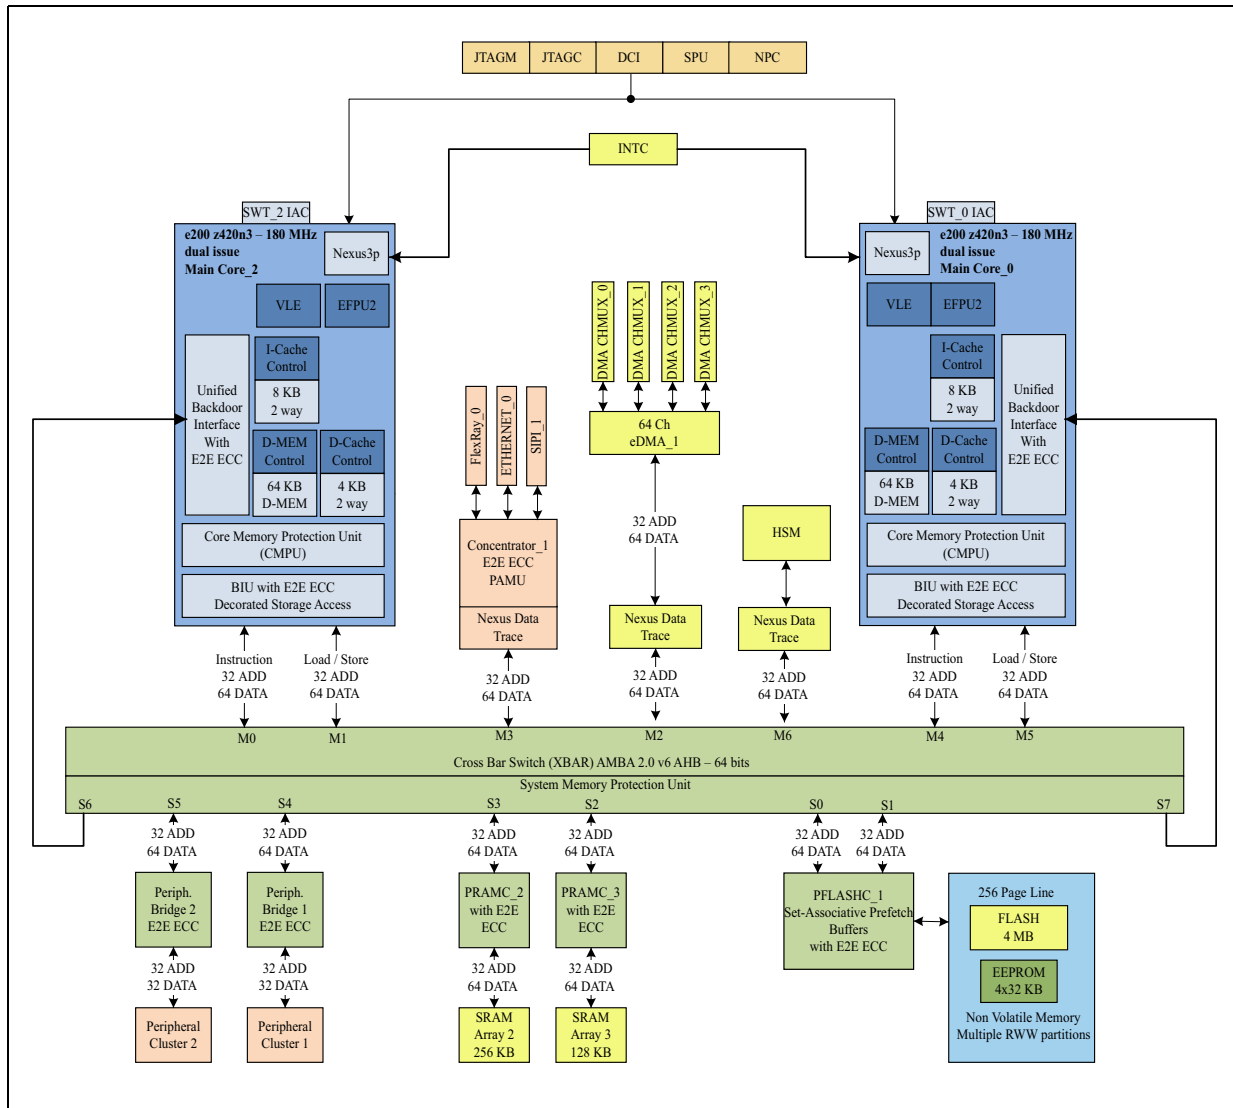 JTAGM
JTAGC
DCI
SPU
NPC
INTC
SWT_2 IAC
e200 z420n3 – 180 MHz
dual issue
Main Core_2
Nexus3p
VLE
EFPU2
I-Cache
Control
8 KB
2 way
Unified
Backdoor
Interface
With
E2E ECC
D-MEM
Control
D-Cache
Control
64 KB
D-MEM
4 KB
2 way
Core Memory Protection Unit
(CMPU)
BIU with E2E ECC
Decorated Storage Access
Instruction
32 ADD
64 DATA
Load / Store
32 ADD
64 DATA
FlexRay_0
ETHERNET_0
SIPI_1
Concentrator_1
E2E ECC
PAMU
Nexus Data
Trace
32 ADD
64 DATA
DMA CHMUX_0
DMA CHMUX_1
DMA CHMUX_2
DMA CHMUX_3
64 Ch
eDMA_1
32 ADD
64 DATA
Nexus Data
Trace
32 ADD
64 DATA
HSM
Nexus Data
Trace
32 ADD
64 DATA
SWT_0 IAC
e200 z420n3 – 180 MHz
dual issue
Main Core_0
Nexus3p
VLE
EFPU2
I-Cache
Control
8 KB
2 way
Unified
Backdoor
Interface
With
E2E ECC
D-MEM
Control
D-Cache
Control
64 KB
D-MEM
4 KB
2 way
Core Memory Protection Unit
(CMPU)
BIU with E2E ECC
Decorated Storage Access
Instruction
32 ADD
64 DATA
Load / Store
32 ADD
64 DATA
M0
M1
M3
M2
M6
M4
M5
Cross Bar Switch (XBAR) AMBA 2.0 v6 AHB – 64 bits
System Memory Protection Unit
S6
S5
S4
S3
S2
S0
S1
S7
32 ADD
64 DATA
32 ADD
64 DATA
32 ADD
64 DATA
32 ADD
64 DATA
32 ADD
64 DATA
32 ADD
64 DATA
Periph.
Bridge 2
E2E ECC
Periph.
Bridge 1
E2E ECC
PRAMC_2
with E2E
ECC
PRAMC_3
with E2E
ECC
PFLASHC_1
Set-Associative Prefetch
Buffers
with E2E ECC
256 Page Line
FLASH
4 MB
EEPROM
4x32 KB
Non Volatile Memory
Multiple RWW partitions
32 ADD
32 DATA
32 ADD
32 DATA
32 ADD
64 DATA
32 ADD
64 DATA
Peripheral
Cluster 2
Peripheral
Cluster 1
SRAM
Array 2
256 KB
SRAM
Array 3
128 KB